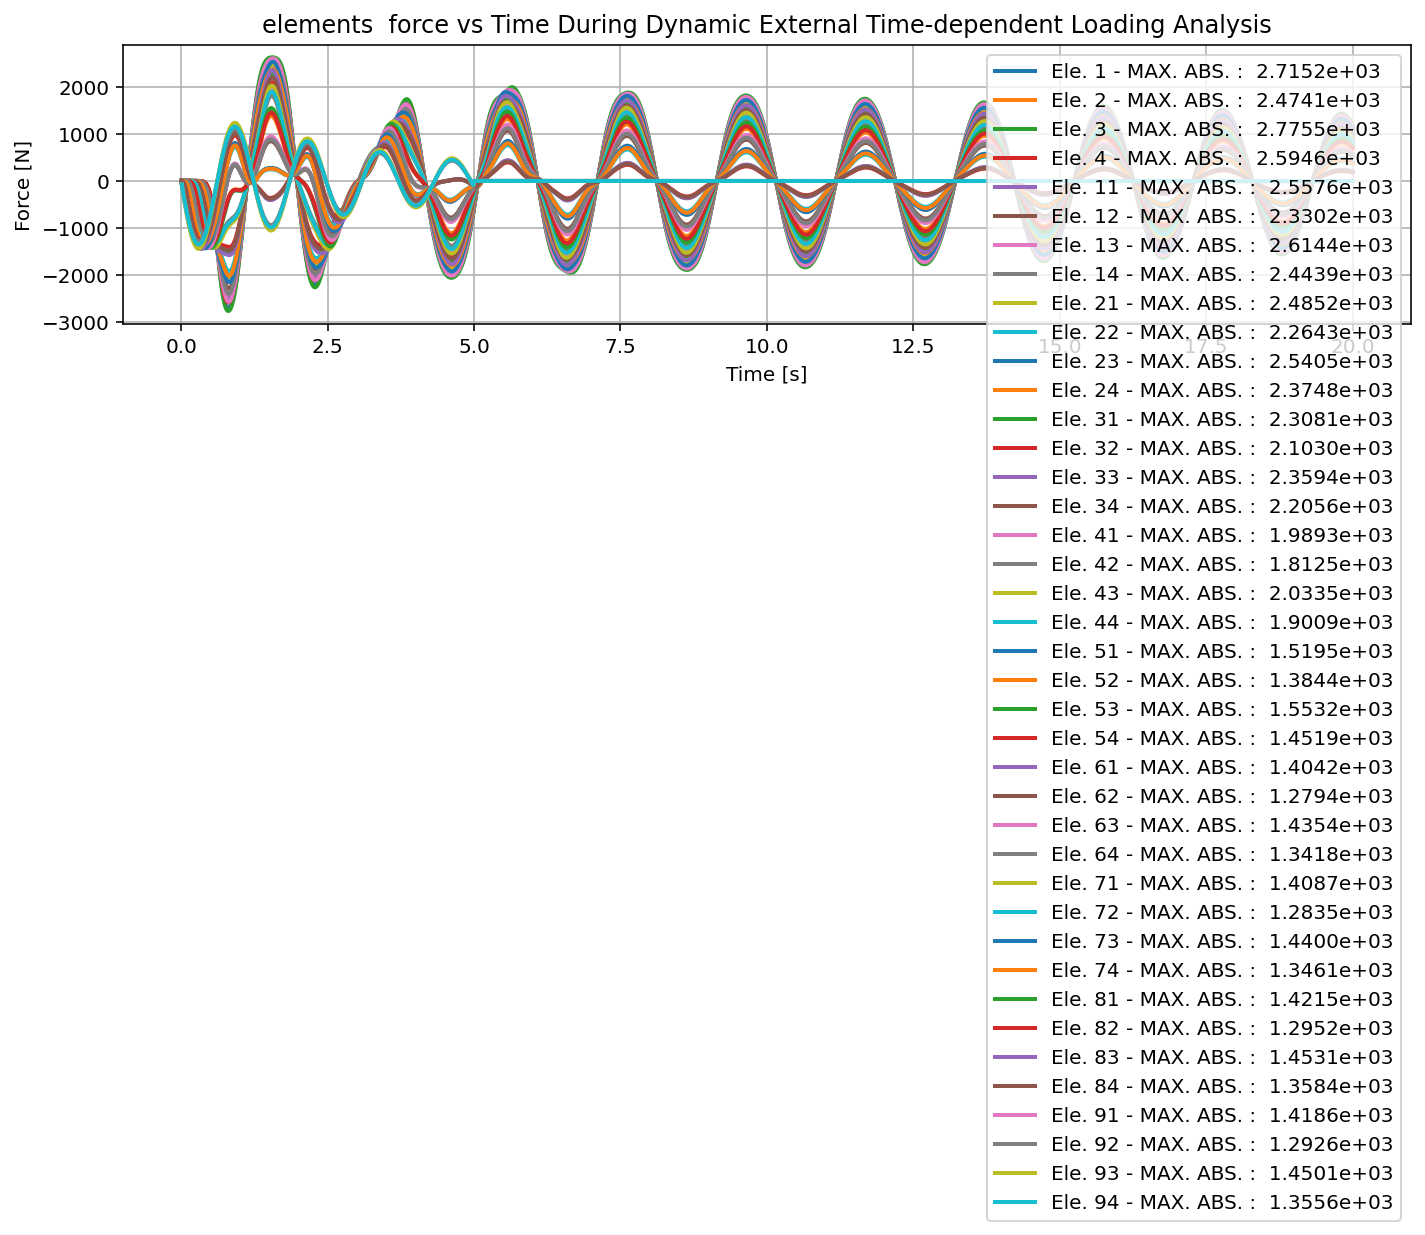 elements  force vs Time During Dynamic External Time-dependent Loading Analysis
Force [N]
2000
1000
0
−1000
−2000
−3000
0.0 2.5 5.0 7.5 10.0 12.5 15.0 17.5 20.0
Time [s]
Ele. 1 - MAX. ABS. :  2.7152e+03
Ele. 2 - MAX. ABS. :  2.4741e+03
Ele. 3 - MAX. ABS. :  2.7755e+03
Ele. 4 - MAX. ABS. :  2.5946e+03
Ele. 11 - MAX. ABS. :  2.5576e+03
Ele. 12 - MAX. ABS. :  2.3302e+03
Ele. 13 - MAX. ABS. :  2.6144e+03
Ele. 14 - MAX. ABS. :  2.4439e+03
Ele. 21 - MAX. ABS. :  2.4852e+03
Ele. 22 - MAX. ABS. :  2.2643e+03
Ele. 23 - MAX. ABS. :  2.5405e+03
Ele. 24 - MAX. ABS. :  2.3748e+03
Ele. 31 - MAX. ABS. :  2.3081e+03
Ele. 32 - MAX. ABS. :  2.1030e+03
Ele. 33 - MAX. ABS. :  2.3594e+03
Ele. 34 - MAX. ABS. :  2.2056e+03
Ele. 41 - MAX. ABS. :  1.9893e+03
Ele. 42 - MAX. ABS. :  1.8125e+03
Ele. 43 - MAX. ABS. :  2.0335e+03
Ele. 44 - MAX. ABS. :  1.9009e+03
Ele. 51 - MAX. ABS. :  1.5195e+03
Ele. 52 - MAX. ABS. :  1.3844e+03
Ele. 53 - MAX. ABS. :  1.5532e+03
Ele. 54 - MAX. ABS. :  1.4519e+03
Ele. 61 - MAX. ABS. :  1.4042e+03
Ele. 62 - MAX. ABS. :  1.2794e+03
Ele. 63 - MAX. ABS. :  1.4354e+03
Ele. 64 - MAX. ABS. :  1.3418e+03
Ele. 71 - MAX. ABS. :  1.4087e+03
Ele. 72 - MAX. ABS. :  1.2835e+03
Ele. 73 - MAX. ABS. :  1.4400e+03
Ele. 74 - MAX. ABS. :  1.3461e+03
Ele. 81 - MAX. ABS. :  1.4215e+03
Ele. 82 - MAX. ABS. :  1.2952e+03
Ele. 83 - MAX. ABS. :  1.4531e+03
Ele. 84 - MAX. ABS. :  1.3584e+03
Ele. 91 - MAX. ABS. :  1.4186e+03
Ele. 92 - MAX. ABS. :  1.2926e+03
Ele. 93 - MAX. ABS. :  1.4501e+03
Ele. 94 - MAX. ABS. :  1.3556e+03